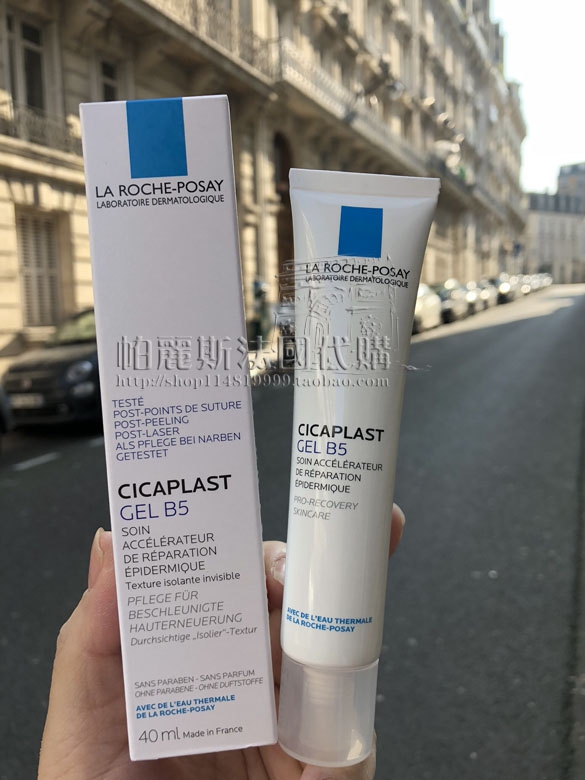 LA ROCHE-POSAY
LABORATOIRE DERMATOLOGIQUE
TESTÉ
POST-POINTS DE SUTURE
POST-PEELING
POST-LASER
ALS PFLEGE BEI NARBEN
GETESTET
CICAPLAST
GEL B5
SOIN
ACCÉLÉRATEUR
DE RÉPARATION
ÉPIDERMIQUE
Texture isolante invisible
PFLEGE FÜR
BESCHLEUNIGTE
HAUTERNEUERUNG
Durchsichtige „Isolier"-Textur
SANS PARABEN - SANS PARFUM
OHNE PARABENE - OHNE DUFTSTOFFE
AVEC DE L'EAU THERMALE
DE LA ROCHE-POSAY
40 ml Made in France
LA ROCHE-POSAY
LABORATOIRE DERMATOLOGIQUE
CICAPLAST
GEL B5
SOIN ACCÉLÉRATEUR
DE RÉPARATION
ÉPIDERMIQUE
PRO-RECOVERY
SKINCARE
AVEC DE L'EAU THERMALE
DE LA ROCHE-POSAY
帕麗斯法國代購
http://shop114819999.taobao.com